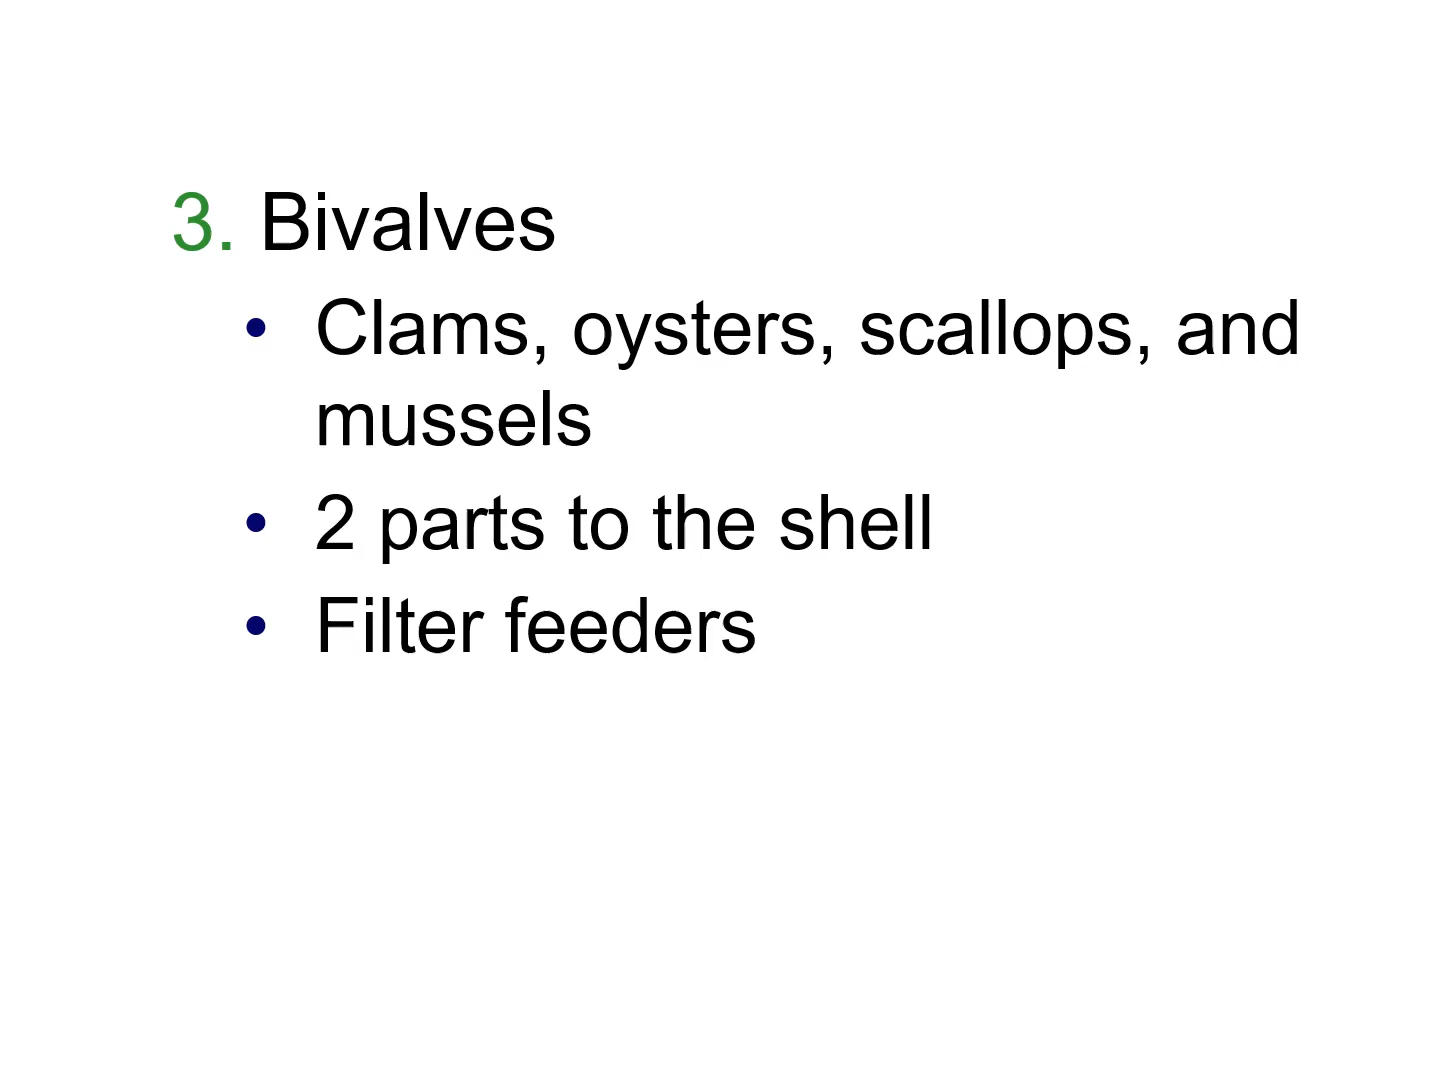 3. Bivalves
• Clams, oysters, scallops, and
mussels
• 2 parts to the shell
• Filter feeders